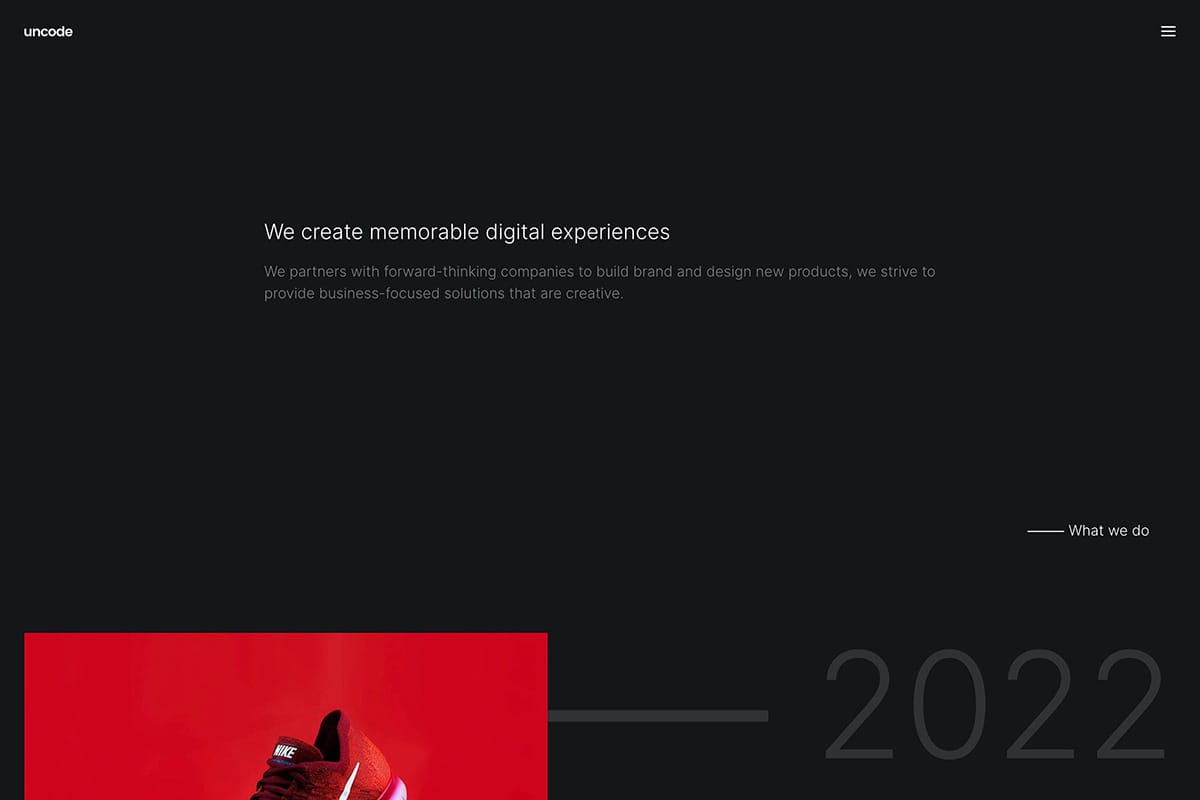 uncode
We create memorable digital experiences
We partners with forward-thinking companies to build brand and design new products, we strive to
provide business-focused solutions that are creative.
What we do
2022
NIKE